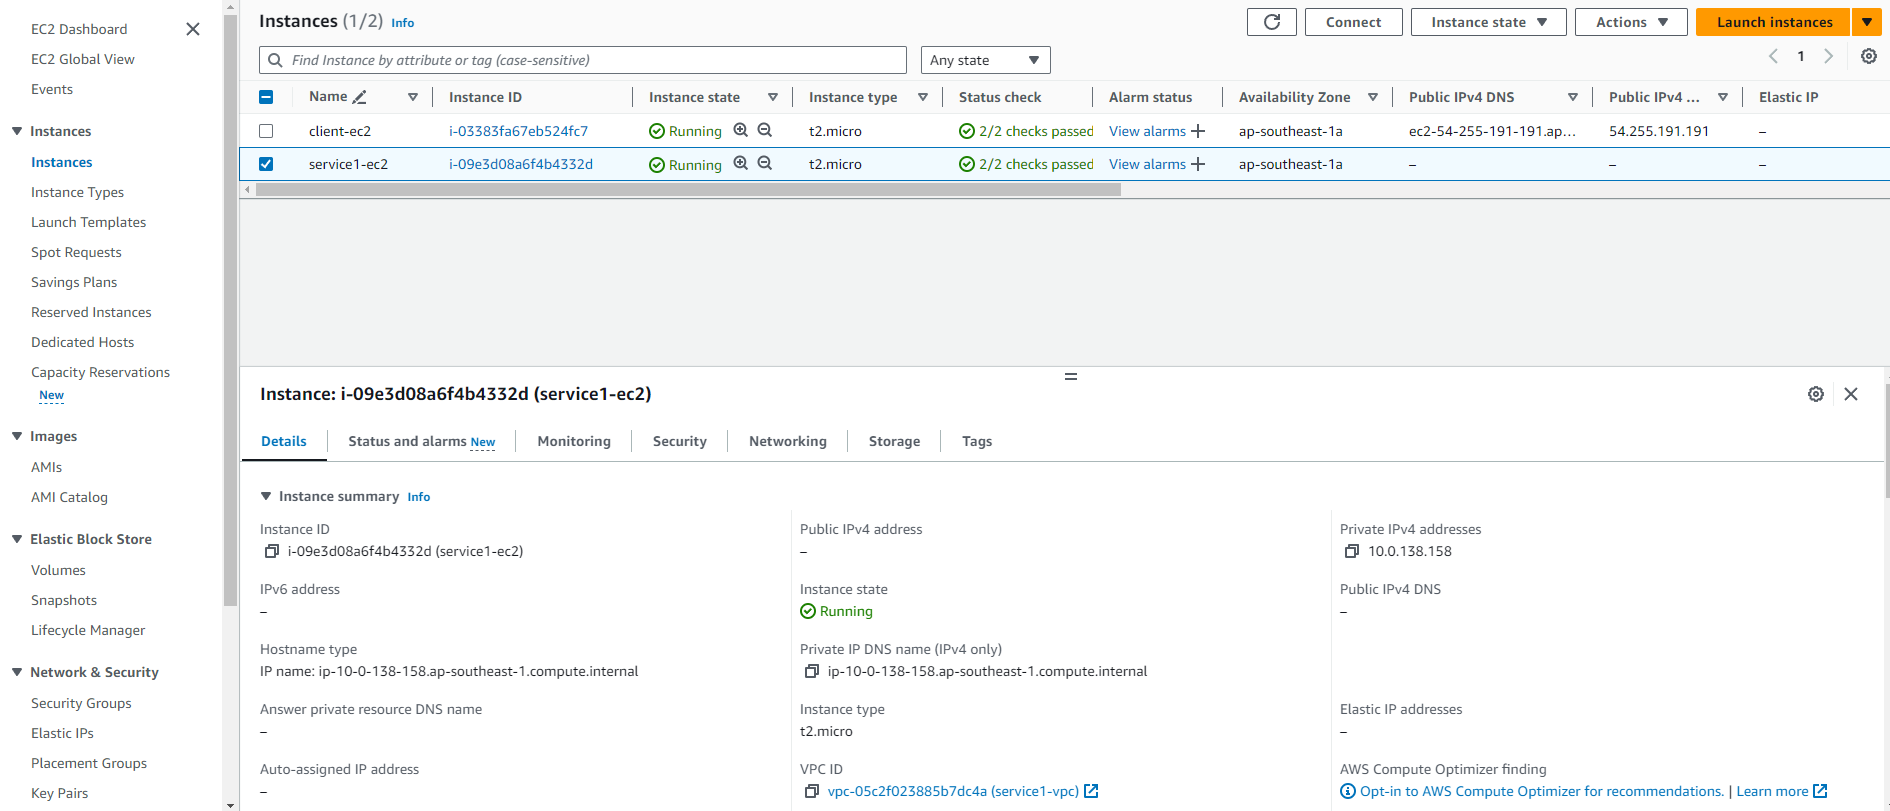 EC2 Dashboard
EC2 Global View
Events
Instances
Instances
Instance Types
Launch Templates
Spot Requests
Savings Plans
Reserved Instances
Dedicated Hosts
Capacity Reservations
New
Images
AMIs
AMI Catalog
Elastic Block Store
Volumes
Snapshots
Lifecycle Manager
Network & Security
Security Groups
Elastic IPs
Placement Groups
Key Pairs
Instances (1/2) Info
Connect Instance state Actions Launch instances
Find Instance by attribute or tag (case-sensitive) Any state 1
Name Instance ID Instance state Instance type Status check Alarm status Availability Zone Public IPv4 DNS Public IPv4 ... Elastic IP
client-ec2 i-03383fa67eb524fc7 Running t2.micro 2/2 checks passed View alarms ap-southeast-1a ec2-54-255-191-191.ap... 54.255.191.191 –
service1-ec2 i-09e3d08a6f4b4332d Running t2.micro 2/2 checks passed View alarms ap-southeast-1a – – –
Instance: i-09e3d08a6f4b4332d (service1-ec2)
Details Status and alarms New Monitoring Security Networking Storage Tags
Instance summary Info
Instance ID Public IPv4 address Private IPv4 addresses
i-09e3d08a6f4b4332d (service1-ec2) – 10.0.138.158
IPv6 address Instance state Public IPv4 DNS
– Running –
Hostname type Private IP DNS name (IPv4 only)
IP name: ip-10-0-138-158.ap-southeast-1.compute.internal ip-10-0-138-158.ap-southeast-1.compute.internal
Answer private resource DNS name Instance type Elastic IP addresses
– t2.micro –
Auto-assigned IP address VPC ID AWS Compute Optimizer finding
– vpc-05c2f023885b7dc4a (service1-vpc) Opt-in to AWS Compute Optimizer for recommendations. | Learn more